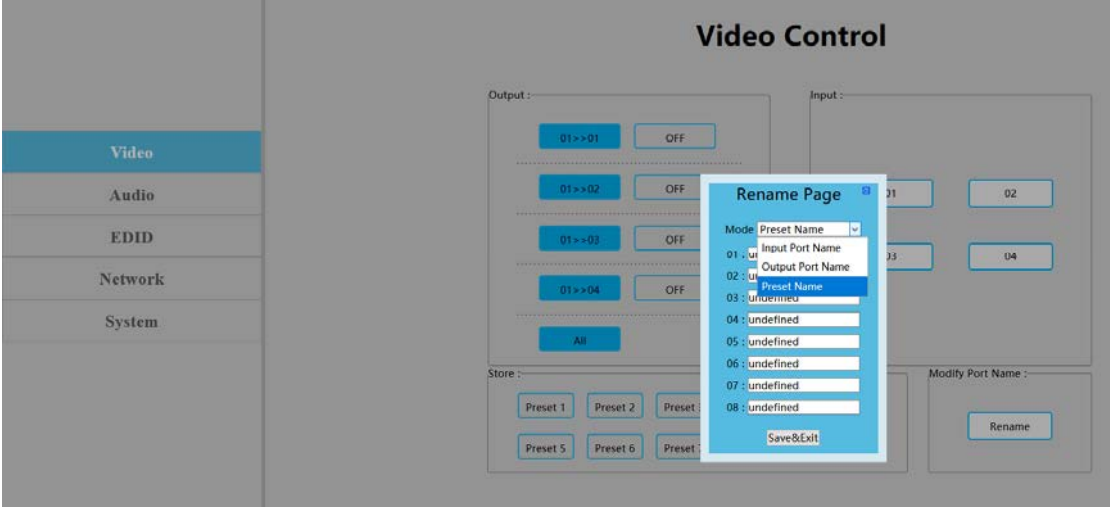 Video Control
Video
Audio
EDID
Network
System
Output :
01>>01 OFF
01>>02 OFF
01>>03 OFF
01>>04 OFF
All
Input :
02
04
Rename Page
Mode Preset Name
Input Port Name
Output Port Name
Preset Name
01 :
02 :
03 : undefined
04 : undefined
05 : undefined
06 : undefined
07 : undefined
08 : undefined
Save&Exit
Store :
Preset 1 Preset 2 Preset
Preset 5 Preset 6 Preset
Modify Port Name :
Rename